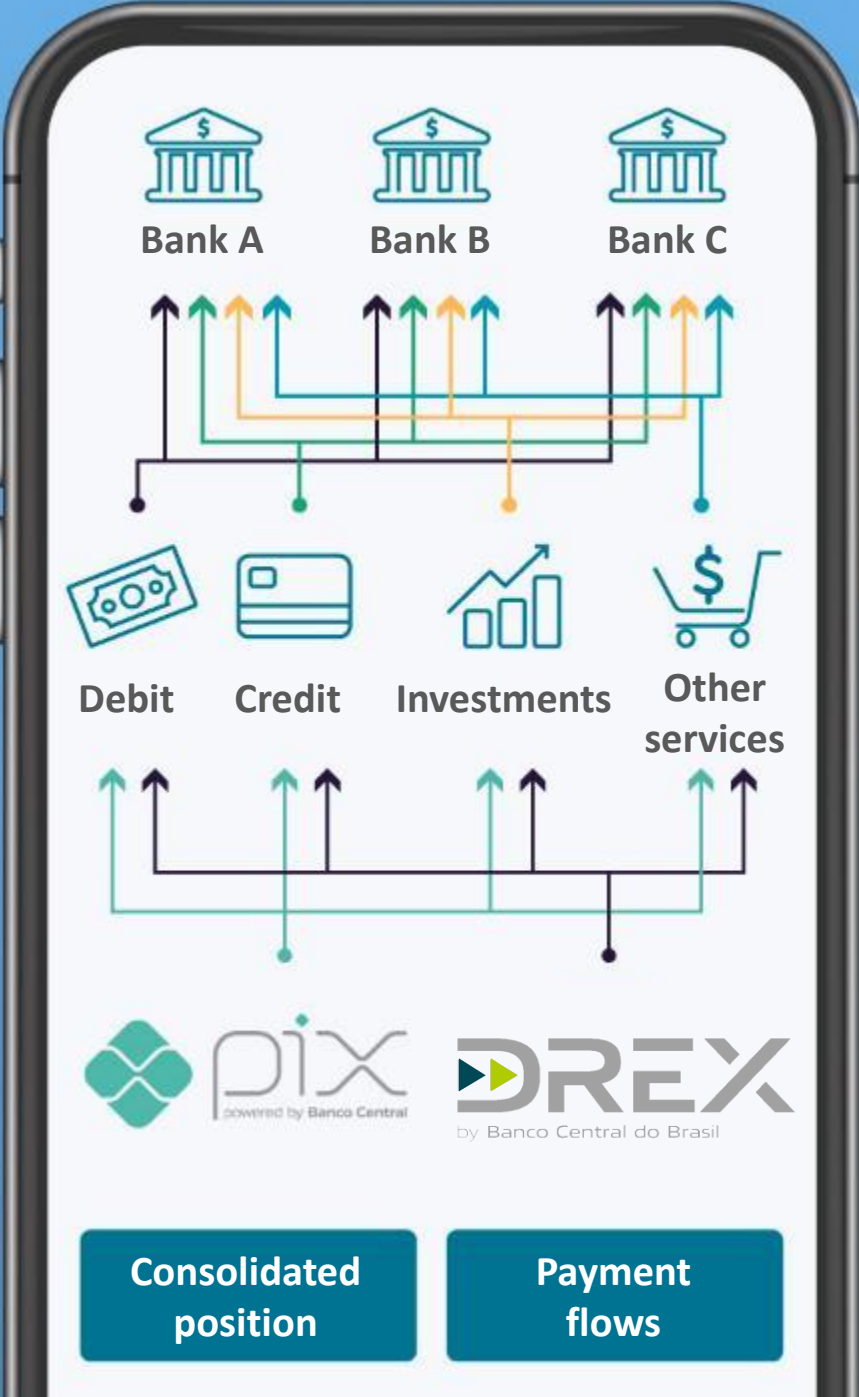 $
$
$
Bank A
Bank B
Bank C
$
Debit
Credit
Investments
Other
services
pix
powered by Banco Central
DREX
by Banco Central do Brasil
Consolidated
position
Payment
flows